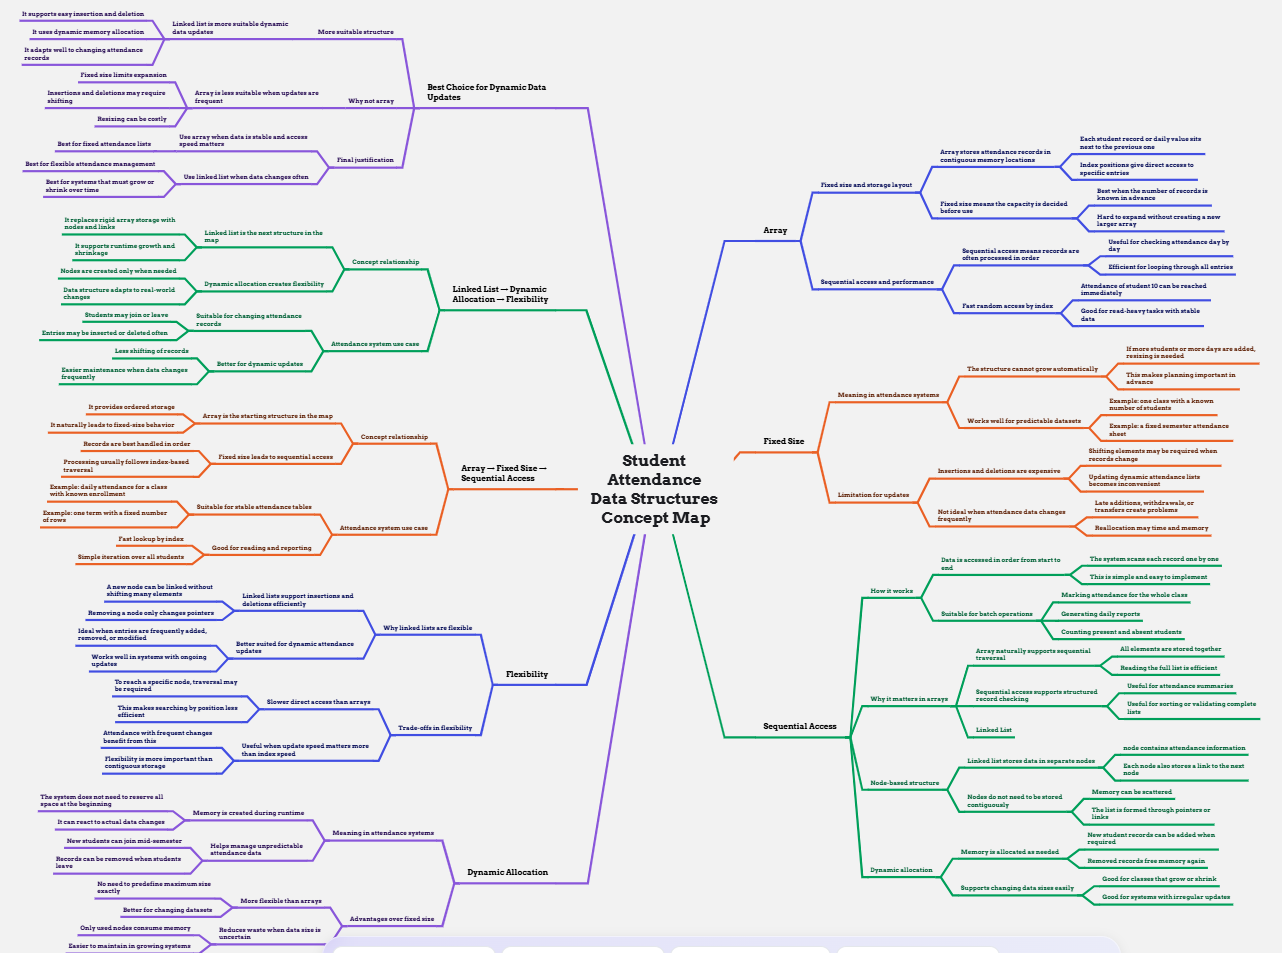 It supports easy insertion and deletion
It uses dynamic memory allocation
It adapts well to changing attendance
records
Linked list is more suitable dynamic
data updates
More suitable structure
Fixed size limits expansion
Insertions and deletions may require
shifting
Resizing can be costly
Array is less suitable when updates are
frequent
Why not array
Best for fixed attendance lists
Use array when data is stable and access
speed matters
Best for flexible attendance management
Best for systems that must grow or
shrink over time
Use linked list when data changes often
Final justification
Best Choice for Dynamic Data
Updates
It replaces rigid array storage with
nodes and links
It supports runtime growth and
shrinkage
Linked list is the next structure in the
map
Nodes are created only when needed
Data structure adapts to real-world
changes
Dynamic allocation creates flexibility
Concept relationship
Students may join or leave
Entries may be inserted or deleted often
Suitable for changing attendance
records
Less shifting of records
Easier maintenance when data changes
frequently
Better for dynamic updates
Attendance system use case
Linked List → Dynamic
Allocation → Flexibility
It provides ordered storage
It naturally leads to fixed-size behavior
Array is the starting structure in the map
Records are best handled in order
Processing usually follows index-based
traversal
Fixed size leads to sequential access
Concept relationship
Example: daily attendance for a class
with known enrollment
Example: one term with a fixed number
of rows
Suitable for stable attendance tables
Fast lookup by index
Simple iteration over all students
Good for reading and reporting
Attendance system use case
Array → Fixed Size →
Sequential Access
A new node can be linked without
shifting many elements
Removing a node only changes pointers
Linked lists support insertions and
deletions efficiently
Ideal when entries are frequently added,
removed, or modified
Works well in systems with ongoing
updates
Better suited for dynamic attendance
updates
Why linked lists are flexible
To reach a specific node, traversal may
be required
This makes searching by position less
efficient
Slower direct access than arrays
Attendance with frequent changes
benefit from this
Flexibility is more important than
contiguous storage
Useful when update speed matters more
than index speed
Trade-offs in flexibility
Flexibility
The system does not need to reserve all
space at the beginning
It can react to actual data changes
Memory is created during runtime
New students can join mid-semester
Records can be removed when students
leave
Helps manage unpredictable
attendance data
Meaning in attendance systems
No need to predefine maximum size
exactly
Better for changing datasets
More flexible than arrays
Only used nodes consume memory
Easier to maintain in growing systems
Reduces waste when data size is
uncertain
Advantages over fixed size
Dynamic Allocation
Student
Attendance
Data Structures
Concept Map
Array
Fixed size and storage layout
Array stores attendance records in
contiguous memory locations
Each student record or daily value sits
next to the previous one
Index positions give direct access to
specific entries
Fixed size means the capacity is decided
before use
Best when the number of records is
known in advance
Hard to expand without creating a new
larger array
Sequential access and performance
Sequential access means records are
often processed in order
Useful for checking attendance day by
day
Efficient for looping through all entries
Fast random access by index
Attendance of student 10 can be reached
immediately
Good for read-heavy tasks with stable
data
Fixed Size
Meaning in attendance systems
The structure cannot grow automatically
If more students or more days are added,
resizing is needed
This makes planning important in
advance
Works well for predictable datasets
Example: one class with a known
number of students
Example: a fixed semester attendance
sheet
Limitation for updates
Insertions and deletions are expensive
Shifting elements may be required when
records change
Updating dynamic attendance lists
becomes inconvenient
Not ideal when attendance data changes
frequently
Late additions, withdrawals, or
transfers create problems
Reallocation may time and memory
Sequential Access
How it works
Data is accessed in order from start to
end
The system scans each record one by one
This is simple and easy to implement
Suitable for batch operations
Marking attendance for the whole class
Generating daily reports
Counting present and absent students
Why it matters in arrays
Array naturally supports sequential
traversal
All elements are stored together
Reading the full list is efficient
Sequential access supports structured
record checking
Useful for attendance summaries
Useful for sorting or validating complete
lists
Linked List
Node-based structure
Linked list stores data in separate nodes
node contains attendance information
Each node also stores a link to the next
node
Nodes do not need to be stored
contiguously
Memory can be scattered
The list is formed through pointers or
links
Dynamic allocation
Memory is allocated as needed
New student records can be added when
required
Removed records free memory again
Supports changing data sizes easily
Good for classes that grow or shrink
Good for systems with irregular updates